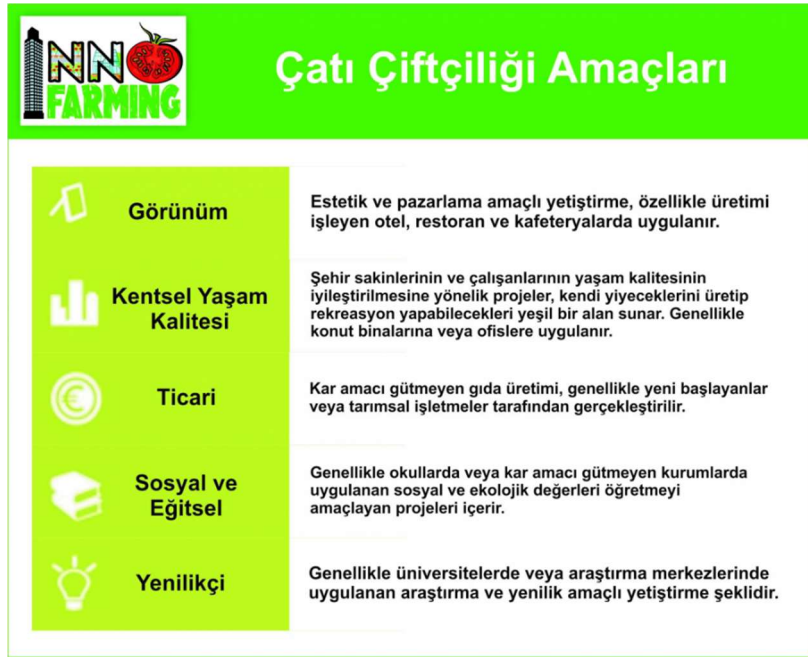 INNO
FARMING
Çatı Çiftçiliği Amaçları
Görünüm
Estetik ve pazarlama amaçlı yetiştirme, özellikle üretimi
işleyen otel, restoran ve kafeteryalarda uygulanır.
Kentsel Yaşam
Kalitesi
Şehir sakinlerinin ve çalışanlarının yaşam kalitesinin
iyileştirilmesine yönelik projeler, kendi yiyeceklerini üretip
rekreasyon yapabilecekleri yeşil bir alan sunar. Genellikle
konut binalarına veya ofislere uygulanır.
Ticari
Kar amacı gütmeyen gıda üretimi, genellikle yeni başlayanlar
veya tarımsal işletmeler tarafından gerçekleştirilir.
Sosyal ve
Eğitsel
Genellikle okullarda veya kar amacı gütmeyen kurumlarda
uygulanan sosyal ve ekolojik değerleri öğretmeyi
amaçlayan projeleri içerir.
Yenilikçi
Genellikle üniversitelerde veya araştırma merkezlerinde
uygulanan araştırma ve yenilik amaçlı yetiştirme şeklidir.